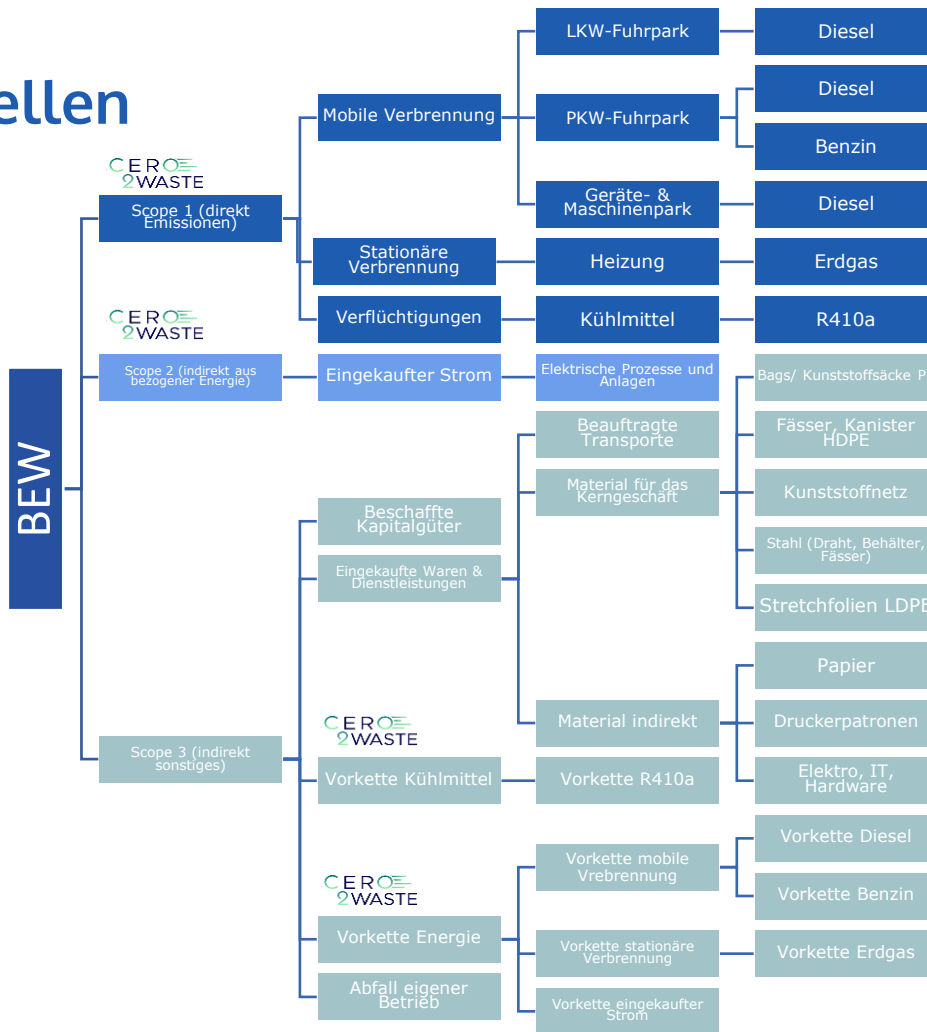 ellen
BEW
CERO
2WASTE
Scope 1 (direkt
Emissionen)
Mobile Verbrennung
LKW-Fuhrpark
Diesel
PKW-Fuhrpark
Diesel
Benzin
Geräte- &
Maschinenpark
Diesel
Stationäre
Verbrennung
Heizung
Erdgas
Verflüchtigungen
Kühlmittel
R410a
CERO
2WASTE
Scope 2 (indirekt aus
bezogener Energie)
Eingekaufter Strom
Elektrische Prozesse und
Anlagen
Scope 3 (indirekt
sonstiges)
Beschaffte
Kapitalgüter
Eingekaufte Waren &
Dienstleistungen
Beauftragte
Transporte
Material für das
Kerngeschäft
Bags/ Kunststoffsäcke P
Fässer, Kanister
HDPE
Kunststoffnetz
Stahl (Draht, Behälter,
Fässer)
Stretchfolien LDPE
Material indirekt
Papier
Druckerpatronen
Elektro, IT,
Hardware
CERO
2WASTE
Vorkette Kühlmittel
Vorkette R410a
CERO
2WASTE
Vorkette Energie
Vorkette mobile
Vrebrennung
Vorkette Diesel
Vorkette Benzin
Vorkette stationäre
Verbrennung
Vorkette Erdgas
Vorkette eingekaufter
Strom
Abfall eigener
Betrieb